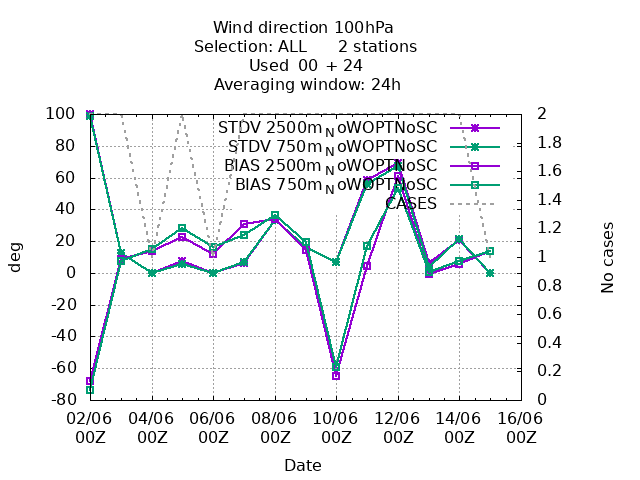 Wind direction 100hPa
Selection: ALL      2 stations
Used  00 + 24
Averaging window: 24h
STDV 2500m_NoWOPTNoSC
STDV 750m_NoWOPTNoSC
BIAS 2500m_NoWOPTNoSC
BIAS 750m_NoWOPTNoSC
CASES
100
80
60
40
20
0
-20
-40
-60
-80
deg
2
1.8
1.6
1.4
1.2
1
0.8
0.6
0.4
0.2
0
No cases
02/06 04/06 06/06 08/06 10/06 12/06 14/06 16/06
00Z 00Z 00Z 00Z 00Z 00Z 00Z 00Z
Date